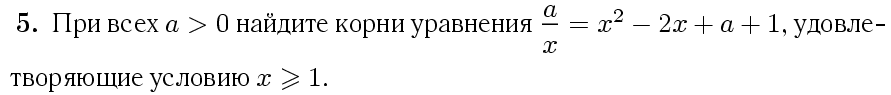 5. При всех a > 0 найдите корни уравнения a/x = x² − 2x + a + 1, удовле-
творяющие условию x ⩾ 1.